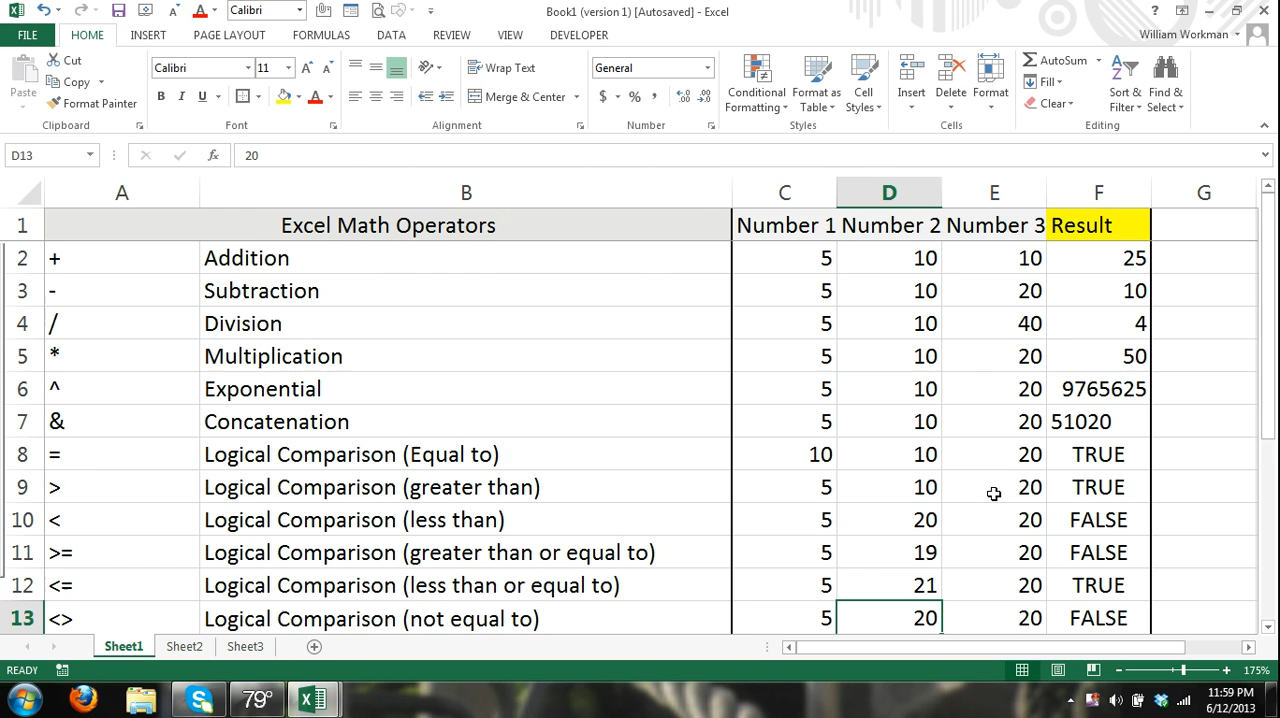 Calibri
Book1 (version 1) [Autosaved] - Excel
?
FILE HOME INSERT PAGE LAYOUT FORMULAS DATA REVIEW VIEW DEVELOPER William Workman
Paste
Cut
Copy
Format Painter
Clipboard
Calibri 11
B I U
Font
Wrap Text
Merge & Center
Alignment
General
$ % ,
Number
Conditional Formatting
Format as Table
Cell Styles
Styles
Insert Delete Format
Cells
AutoSum
Fill
Clear
Sort & Filter
Find & Select
Editing
D13 fx 20
A B C D E F G
1 Excel Math Operators Number 1 Number 2 Number 3 Result
2 + Addition 5 10 10 25
3 - Subtraction 5 10 20 10
4 / Division 5 10 40 4
5 * Multiplication 5 10 20 50
6 ^ Exponential 5 10 20 9765625
7 & Concatenation 5 10 20 51020
8 = Logical Comparison (Equal to) 10 10 20 TRUE
9 > Logical Comparison (greater than) 5 10 20 TRUE
10 < Logical Comparison (less than) 5 20 20 FALSE
11 >= Logical Comparison (greater than or equal to) 5 19 20 FALSE
12 <= Logical Comparison (less than or equal to) 5 21 20 TRUE
13 <> Logical Comparison (not equal to) 5 20 20 FALSE
Sheet1 Sheet2 Sheet3
READY 175%
79°
11:59 PM
6/12/2013